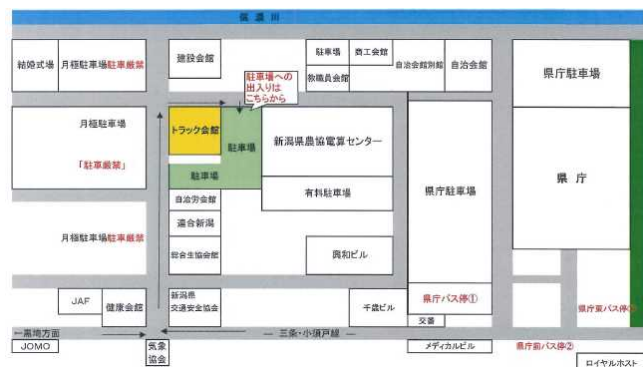 信濃川
結婚式場
月極駐車場駐車厳禁
建設会館
駐車場
商工会館
教職員会館
自治会館別館
自治会館
県庁駐車場
駐車場への
出入りは
こちらから
月極駐車場
「駐車厳禁」
トラック会館
駐車場
駐車場
新潟県農協電算センター
有料駐車場
県庁駐車場
県 庁
自治労会館
連合新潟
総合生協会館
月極駐車場駐車厳禁
興和ビル
JAF
健康会館
新潟県
交通安全協会
千歳ビル
県庁バス停①
交番
県庁東バス停③
←黒埼方面
三条・小須戸線
JOMO
気象
協会
メディカルビル
県庁前バス停②
ロイヤルホスト